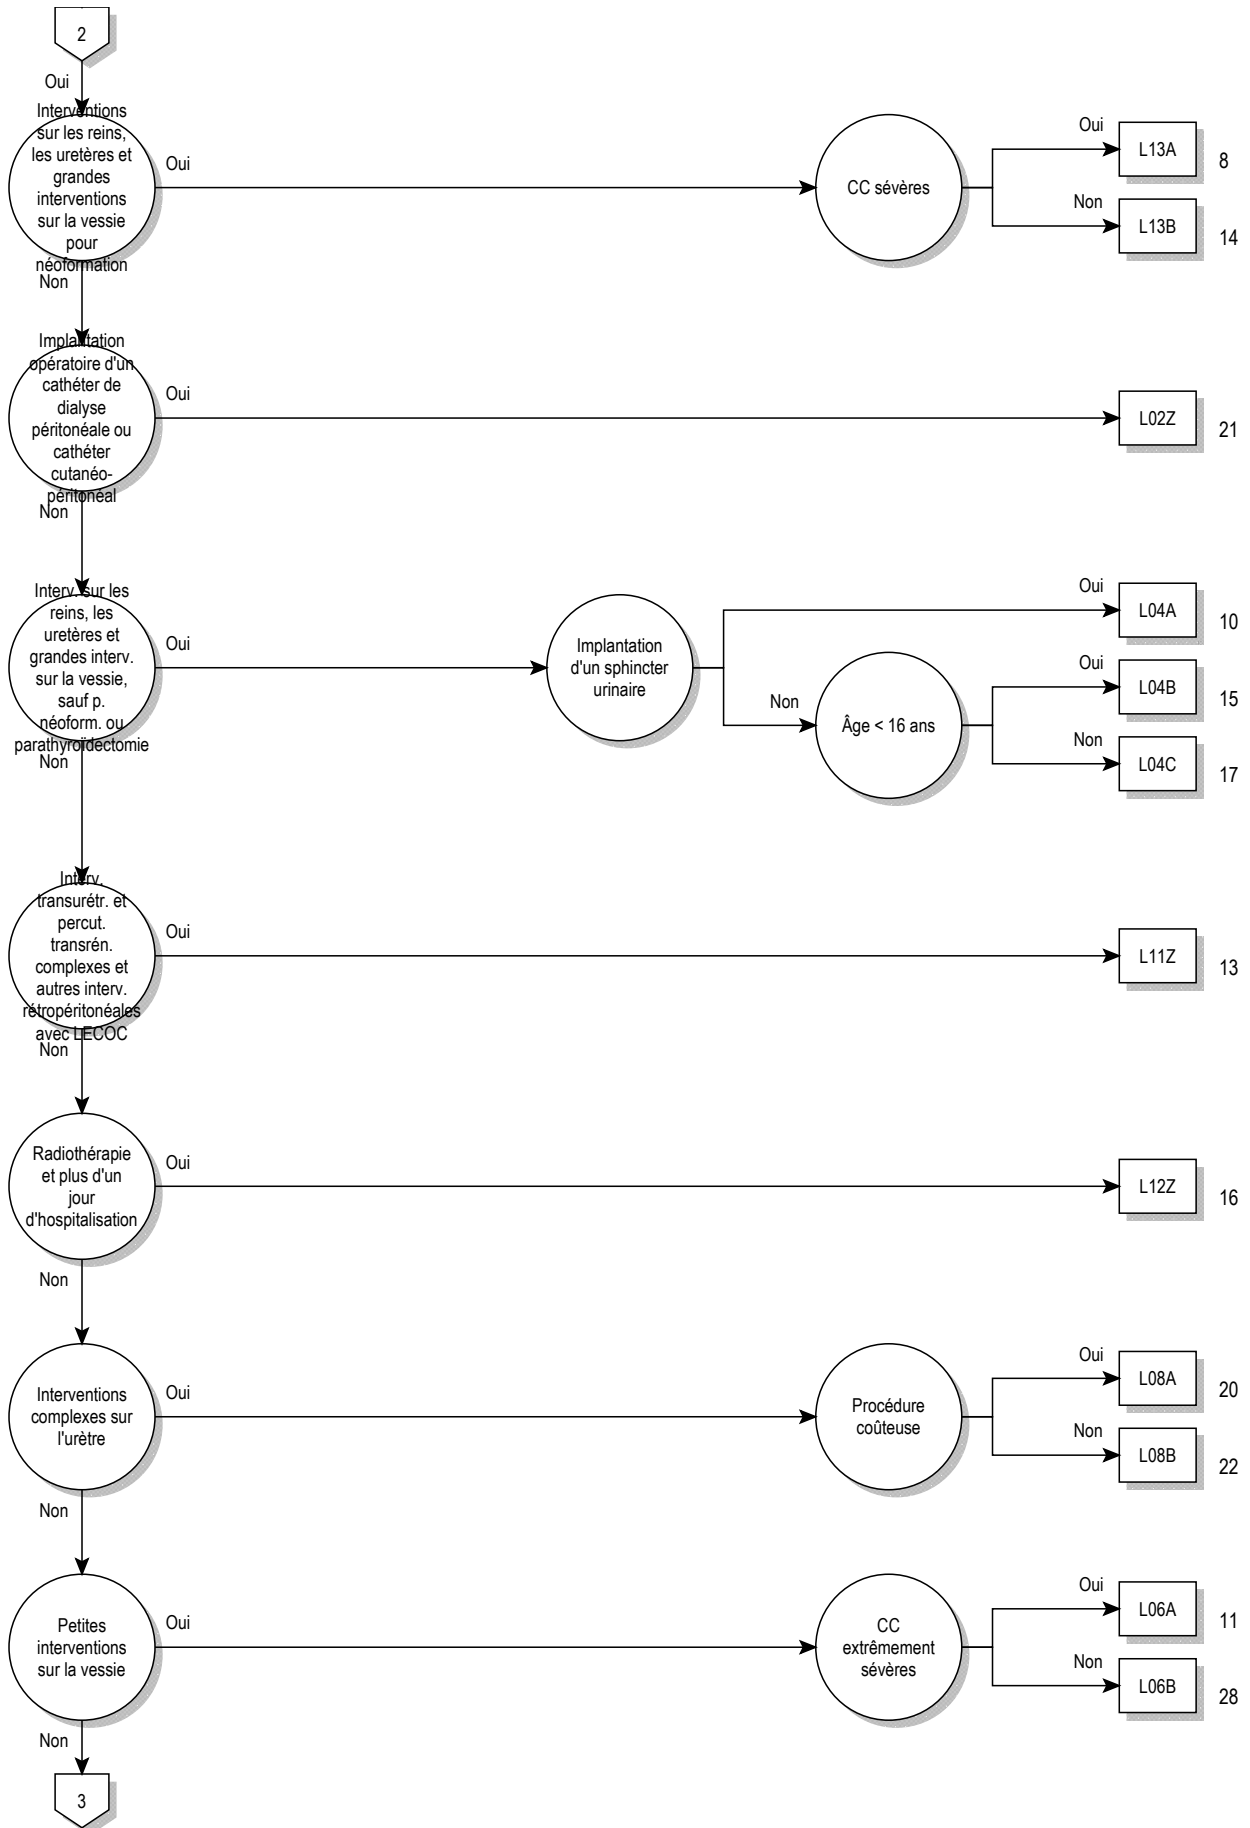 2
Oui
Interventions
sur les reins,
les uretères et
grandes
interventions
sur la vessie
pour
néoformation
Oui
CC sévères
Oui
L13A
8
Non
L13B
14
Non
Implantation
opératoire d'un
cathéter de
dialyse
péritonéale ou
cathéter
cutanéo-
péritonéal
Oui
L02Z
21
Non
Interv. sur les
reins, les
uretères et
grandes interv.
sur la vessie,
sauf p.
néoform. ou
parathyroïdectomie
Oui
Implantation
d'un sphincter
urinaire
Oui
L04A
10
Non
Âge < 16 ans
Oui
L04B
15
Non
L04C
17
Non
Interv.
transurétr. et
percut.
transrén.
complexes et
autres interv.
rétropéritonéales
avec LECOC
Oui
L11Z
13
Non
Radiothérapie
et plus d'un
jour
d'hospitalisation
Oui
L12Z
16
Non
Interventions
complexes sur
l'urètre
Oui
Procédure
coûteuse
Oui
L08A
20
Non
L08B
22
Non
Petites
interventions
sur la vessie
Oui
CC
extrêmement
sévères
Oui
L06A
11
Non
L06B
28
Non
3